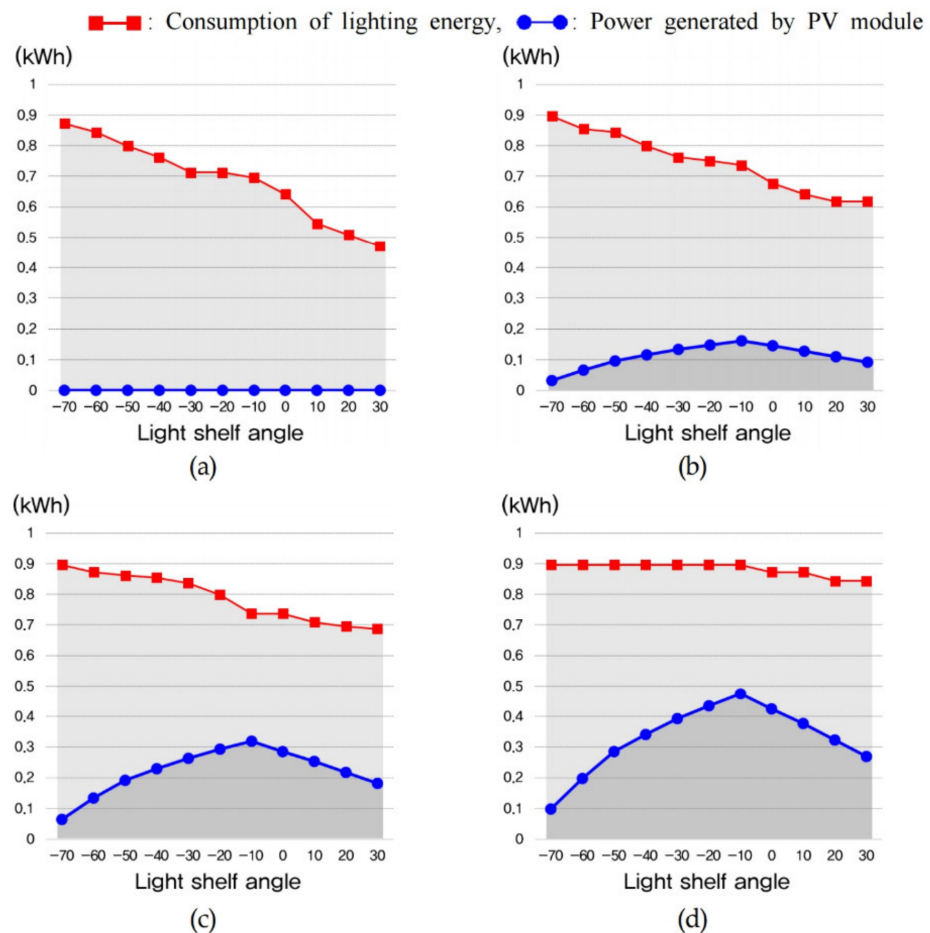 : Consumption of lighting energy, : Power generated by PV module
(kWh) (kWh)
1 1
0.9 0.9
0.8 0.8
0.7 0.7
0.6 0.6
0.5 0.5
0.4 0.4
0.3 0.3
0.2 0.2
0.1 0.1
0 0
−70 −60 −50 −40 −30 −20 −10 0 10 20 30 −70 −60 −50 −40 −30 −20 −10 0 10 20 30
Light shelf angle Light shelf angle
(a) (b)
(kWh) (kWh)
1 1
0.9 0.9
0.8 0.8
0.7 0.7
0.6 0.6
0.5 0.5
0.4 0.4
0.3 0.3
0.2 0.2
0.1 0.1
0 0
−70 −60 −50 −40 −30 −20 −10 0 10 20 30 −70 −60 −50 −40 −30 −20 −10 0 10 20 30
Light shelf angle Light shelf angle
(c) (d)